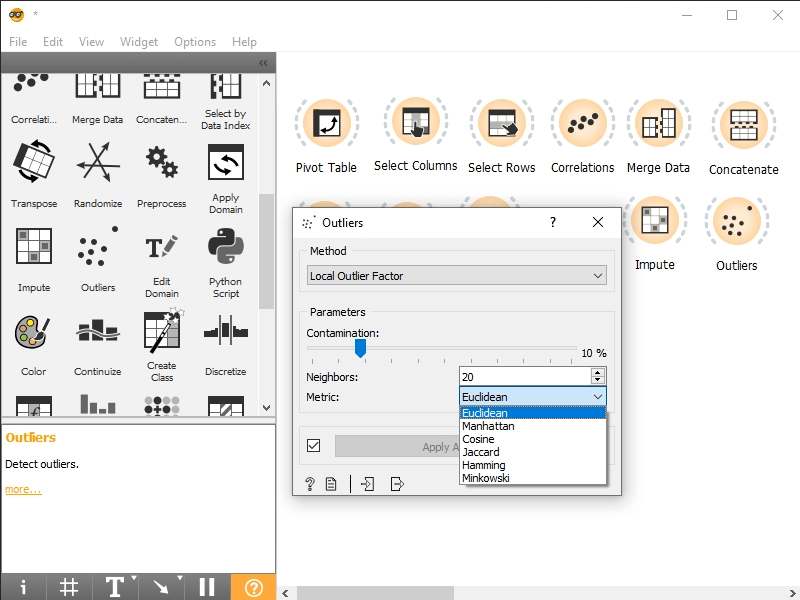 *
File Edit View Widget Options Help
Correlati... Merge Data Concaten... Select by
Data Index
Transpose Randomize Preprocess Apply
Domain
Impute Outliers Edit
Domain Python
Script
Color Continuize Create
Class Discretize
Outliers
Detect outliers.
more...
Pivot Table Select Columns Select Rows Correlations Merge Data Concatenate
Impute Outliers
Outliers ?
Method
Local Outlier Factor
Parameters
Contamination:
10 %
Neighbors: 20
Metric: Euclidean
Euclidean
Manhattan
Cosine
Jaccard
Hamming
Minkowski
Apply A